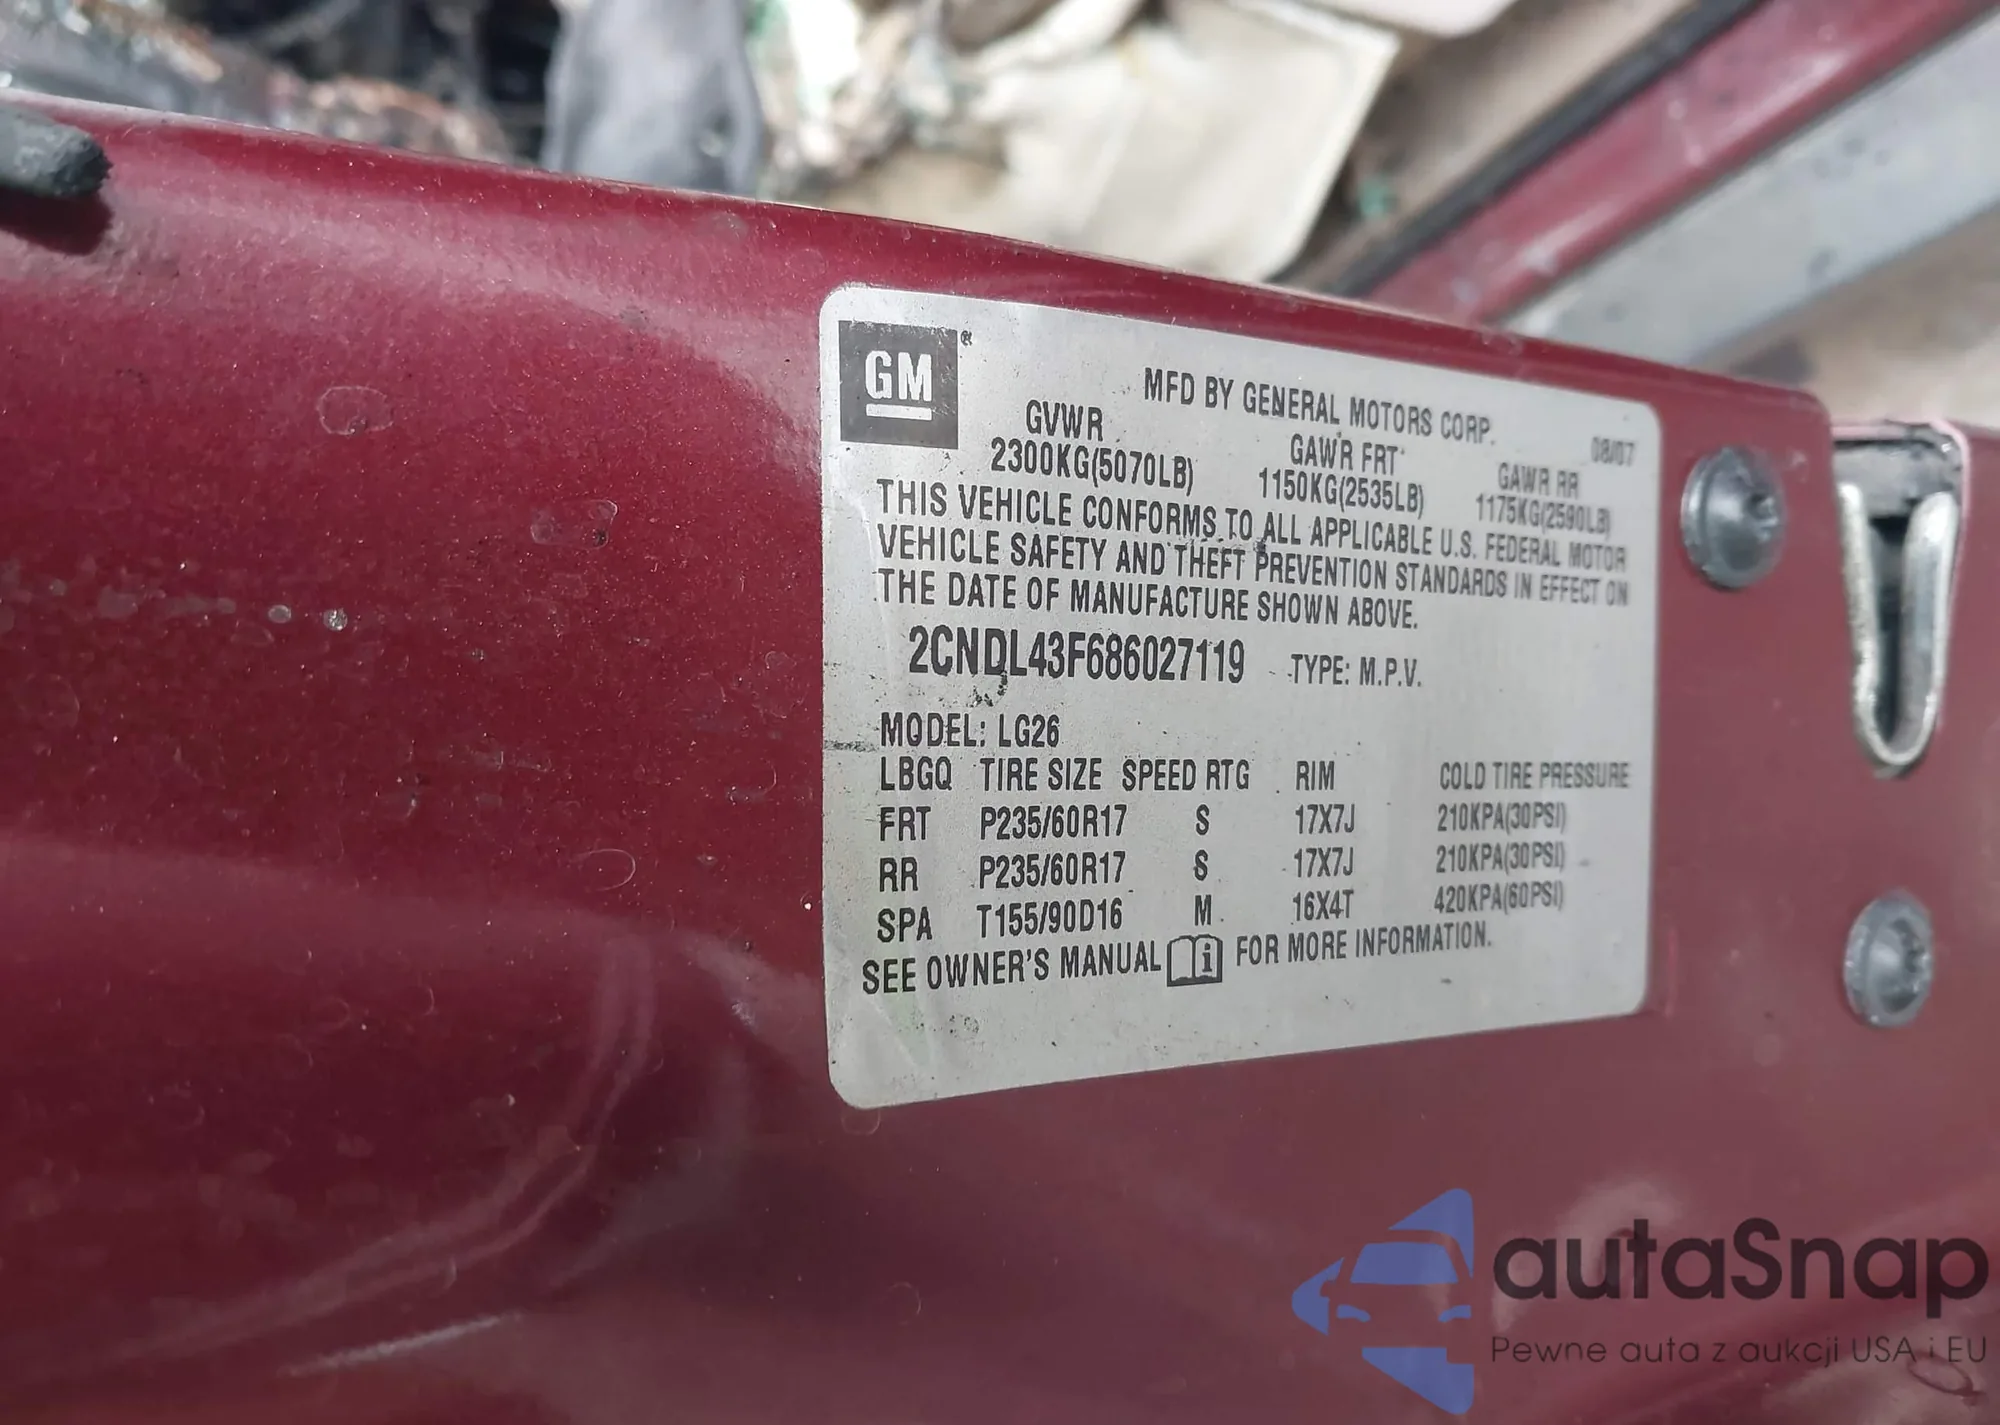 GM®
MFD BY GENERAL MOTORS CORP. 08/07
GVWR GAWR FRT GAWR RR
2300KG(5070LB) 1150KG(2535LB) 1175KG(2590LB)
THIS VEHICLE CONFORMS TO ALL APPLICABLE U.S. FEDERAL MOTOR
VEHICLE SAFETY AND THEFT PREVENTION STANDARDS IN EFFECT ON
THE DATE OF MANUFACTURE SHOWN ABOVE.
2CNDL43F686027119 TYPE: M.P.V.
MODEL: LG26
LBGQ TIRE SIZE SPEED RTG RIM COLD TIRE PRESSURE
FRT P235/60R17 S 17X7J 210KPA(30PSI)
RR P235/60R17 S 17X7J 210KPA(30PSI)
SPA T155/90D16 M 16X4T 420KPA(60PSI)
SEE OWNER'S MANUAL i FOR MORE INFORMATION.
autaSnap
Pewne auta z aukcji USA i EU